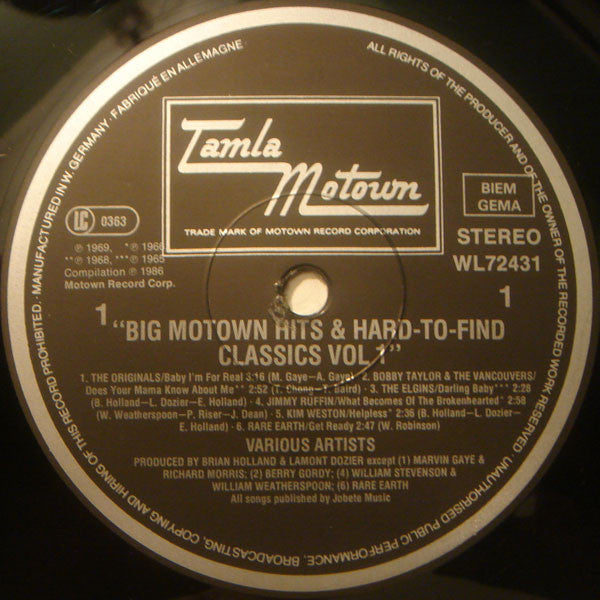 MANUFACTURED IN W. GERMANY · FABRIQUÉ EN ALLEMAGNE ·
ALL RIGHTS OF THE PRODUCER AND OF THE OWNER OF THE RECORDED WORK RESERVED ·
UNAUTHORISED PUBLIC PERFORMANCE, BROADCASTING, COPYING AND HIRING OF THIS RECORD PROHIBITED ·
Tamla
Motown
TRADE MARK OF MOTOWN RECORD CORPORATION
LC 0363
BIEM
GEMA
STEREO
WL72431
1
℗ 1969, *℗ 1966
**℗ 1968, ***℗ 1965
Compilation ℗ 1986
Motown Record Corp.
1
"BIG MOTOWN HITS & HARD-TO-FIND
CLASSICS VOL 1"
1. THE ORIGINALS/Baby I'm For Real 3:16 (M. Gaye—A. Gaye) 2. BOBBY TAYLOR & THE VANCOUVERS/
Does Your Mama Know About Me** 2:52 (T. Chong—T. Baird) · 3. THE ELGINS/Darling Baby*** 2:28
(B. Holland—L. Dozier—E. Holland) · 4. JIMMY RUFFIN/What Becomes Of The Brokenhearted* 2:58
(W. Weatherspoon—P. Riser—J. Dean) · 5. KIM WESTON/Helpless* 2:36 (B. Holland—L. Dozier—
E. Holland) · 6. RARE EARTH/Get Ready 2:47 (W. Robinson)
VARIOUS ARTISTS
PRODUCED BY BRIAN HOLLAND & LAMONT DOZIER except (1) MARVIN GAYE &
RICHARD MORRIS; (2) BERRY GORDY; (4) WILLIAM STEVENSON &
WILLIAM WEATHERSPOON; (6) RARE EARTH
All songs published by Jobete Music